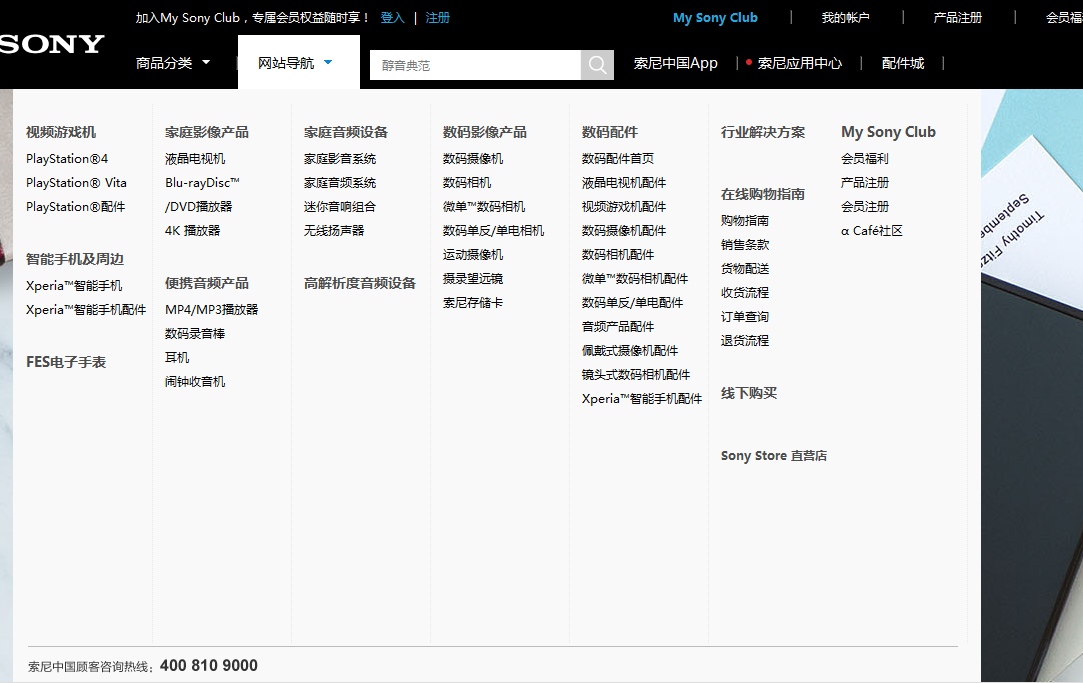 加入My Sony Club，专属会员权益随时享！ 登入 | 注册
My Sony Club | 我的帐户 | 产品注册 | 会员福
SONY
商品分类 | 网站导航
醇音典范
索尼中国App | 索尼应用中心 | 配件城 |
视频游戏机
PlayStation®4
PlayStation® Vita
PlayStation®配件
智能手机及周边
Xperia™智能手机
Xperia™智能手机配件
FES电子手表
家庭影像产品
液晶电视机
Blu-rayDisc™
/DVD播放器
4K 播放器
便携音频产品
MP4/MP3播放器
数码录音棒
耳机
闹钟收音机
家庭音频设备
家庭影音系统
家庭音频系统
迷你音响组合
无线扬声器
高解析度音频设备
数码影像产品
数码摄像机
数码相机
微单™数码相机
数码单反/单电相机
运动摄像机
摄录望远镜
索尼存储卡
数码配件
数码配件首页
液晶电视机配件
视频游戏机配件
数码摄像机配件
数码相机配件
微单™数码相机配件
数码单反/单电配件
音频产品配件
佩戴式摄像机配件
镜头式数码相机配件
Xperia™智能手机配件
行业解决方案
在线购物指南
购物指南
销售条款
货物配送
收货流程
订单查询
退货流程
线下购买
Sony Store 直营店
My Sony Club
会员福利
产品注册
会员注册
α Café社区
Timothy Fitz
Septembe
索尼中国顾客咨询热线：400 810 9000